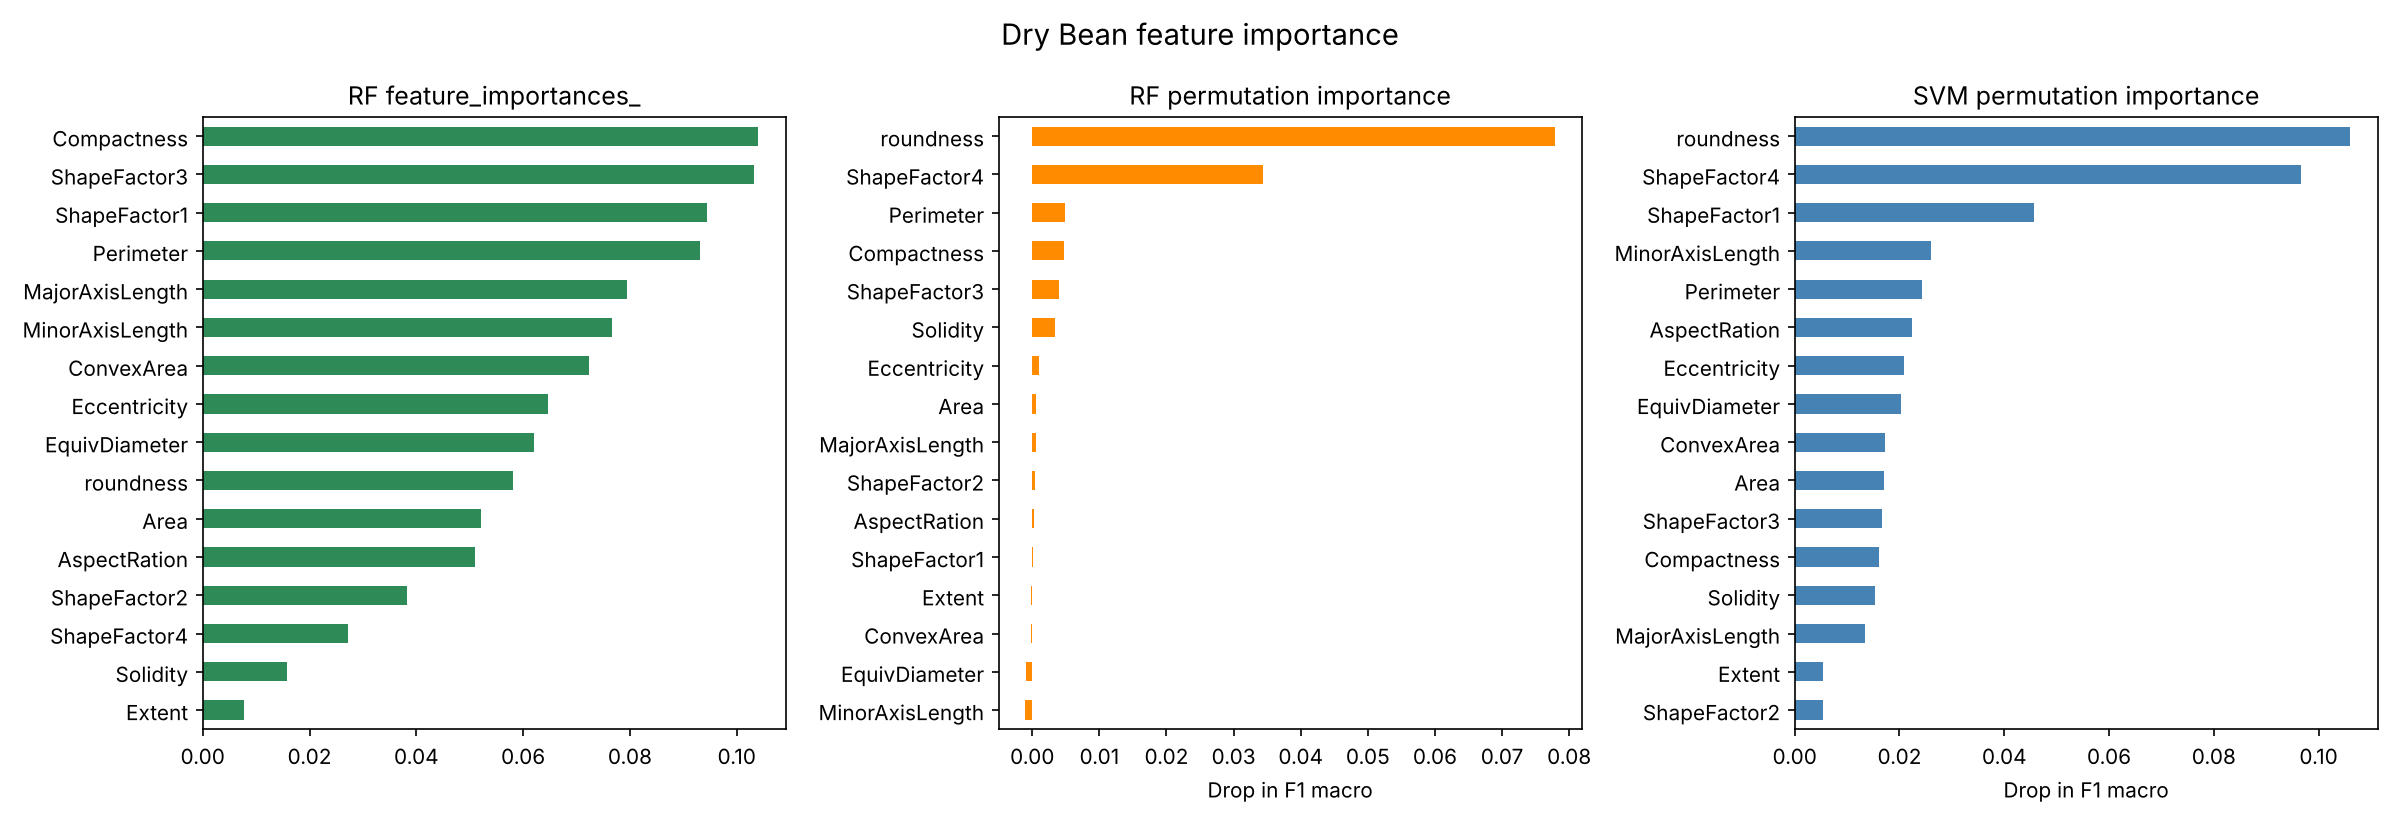 Dry Bean feature importance
RF feature_importances_
Compactness
ShapeFactor3
ShapeFactor1
Perimeter
MajorAxisLength
MinorAxisLength
ConvexArea
Eccentricity
EquivDiameter
roundness
Area
AspectRation
ShapeFactor2
ShapeFactor4
Solidity
Extent
0.00 0.02 0.04 0.06 0.08 0.10
RF permutation importance
roundness
ShapeFactor4
Perimeter
Compactness
ShapeFactor3
Solidity
Eccentricity
Area
MajorAxisLength
ShapeFactor2
AspectRation
ShapeFactor1
Extent
ConvexArea
EquivDiameter
MinorAxisLength
0.00 0.01 0.02 0.03 0.04 0.05 0.06 0.07 0.08
Drop in F1 macro
SVM permutation importance
roundness
ShapeFactor4
ShapeFactor1
MinorAxisLength
Perimeter
AspectRation
Eccentricity
EquivDiameter
ConvexArea
Area
ShapeFactor3
Compactness
Solidity
MajorAxisLength
Extent
ShapeFactor2
0.00 0.02 0.04 0.06 0.08 0.10
Drop in F1 macro